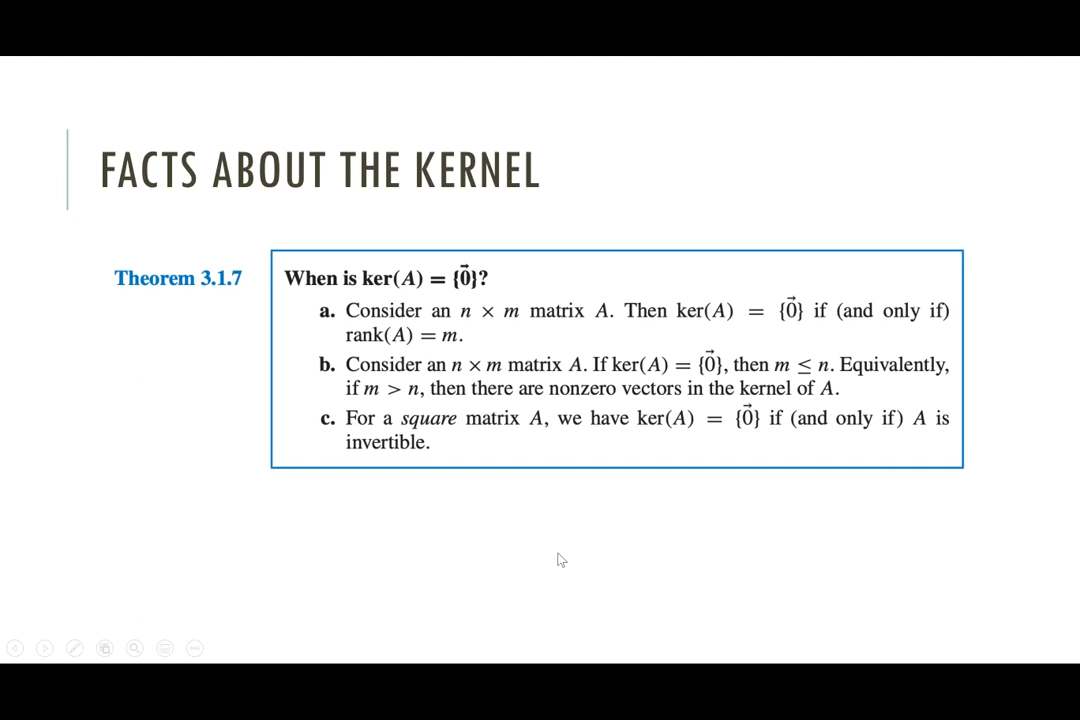 FACTS ABOUT THE KERNEL
Theorem 3.1.7
When is ker(A) = {0⃗}?
a. Consider an n × m matrix A. Then ker(A) = {0⃗} if (and only if)
rank(A) = m.
b. Consider an n × m matrix A. If ker(A) = {0⃗}, then m ≤ n. Equivalently,
if m > n, then there are nonzero vectors in the kernel of A.
c. For a square matrix A, we have ker(A) = {0⃗} if (and only if) A is
invertible.